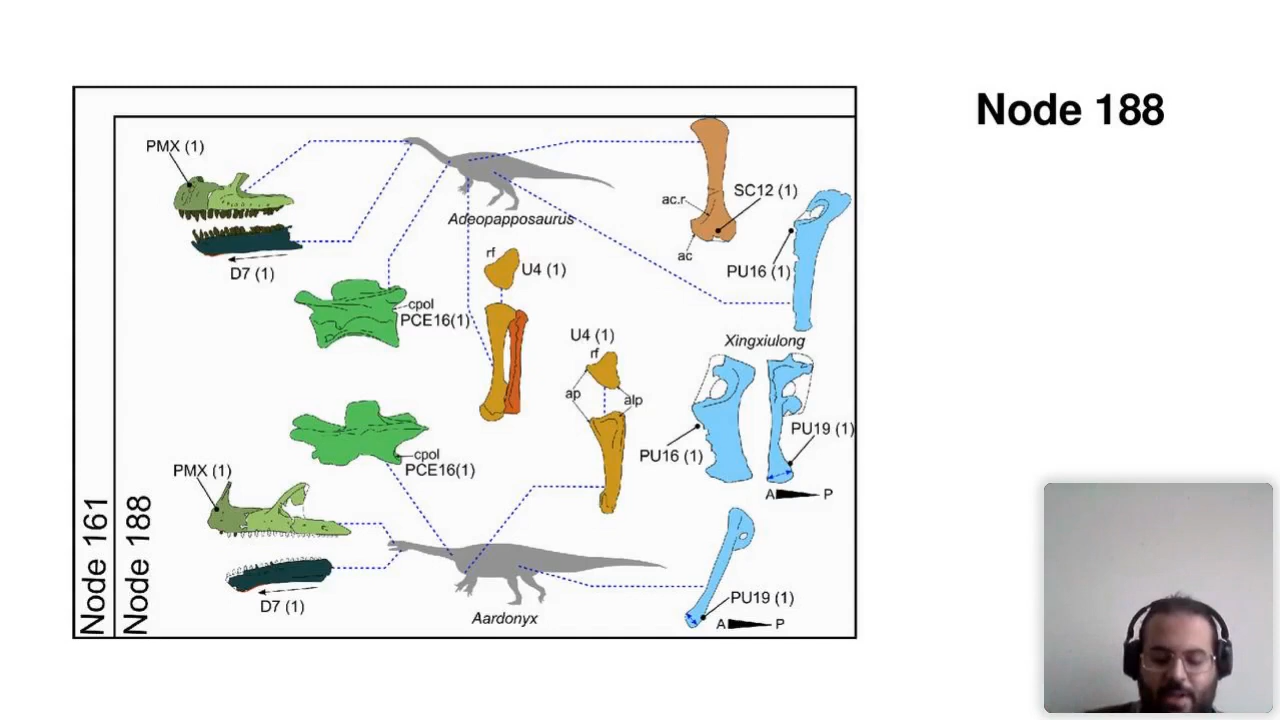 Node 188
PMX (1)
D7 (1)
Adeopapposaurus
ac.r
SC12 (1)
ac
PU16 (1)
rf
U4 (1)
cpol
PCE16(1)
U4 (1)
rf
ap
alp
Xingxiulong
PU16 (1)
PU19 (1)
A P
cpol
PCE16(1)
PMX (1)
D7 (1)
Aardonyx
PU19 (1)
A P
Node 161
Node 188